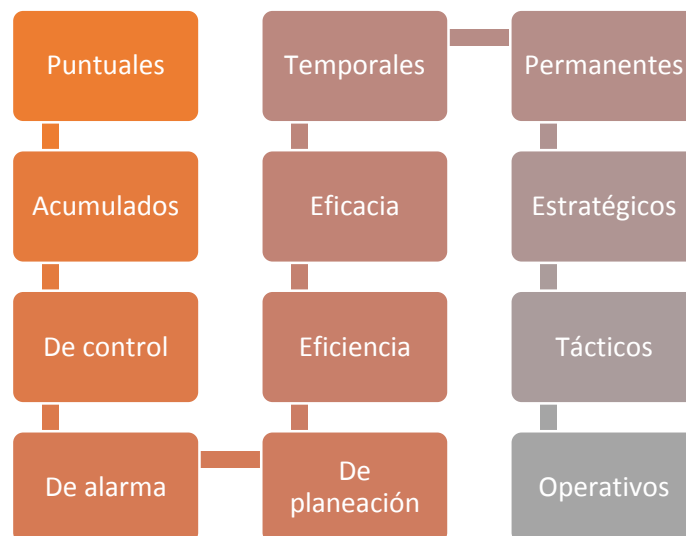 Puntuales
Acumulados
De control
De alarma
De
planeación
Eficiencia
Eficacia
Temporales
Permanentes
Estratégicos
Tácticos
Operativos